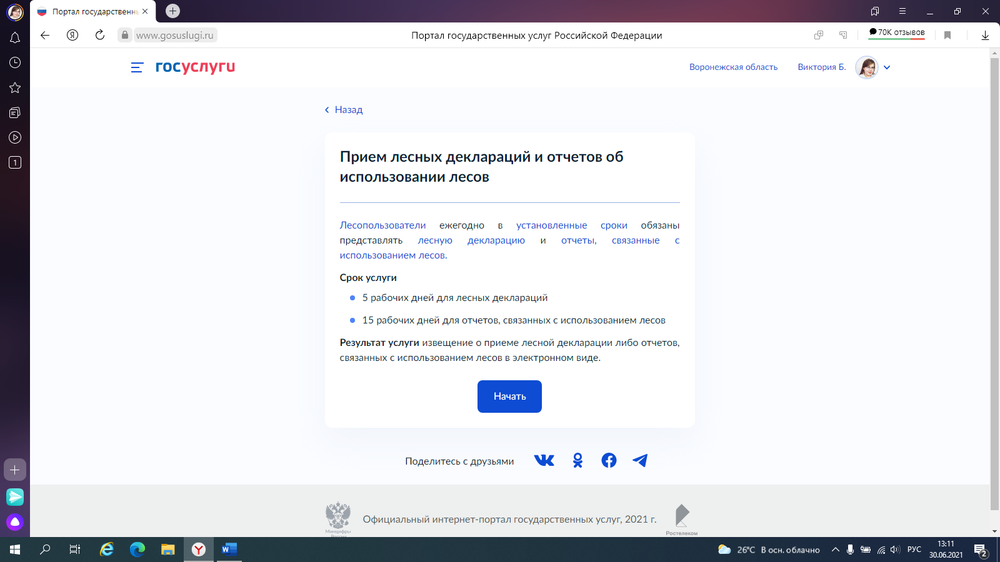 Портал государственнь
www.gosuslugi.ru
Портал государственных услуг Российской Федерации
70К отзывов
1
госуслуги
Воронежская область
Виктория Б.
Назад
Прием лесных деклараций и отчетов об
использовании лесов
Лесопользователи ежегодно в установленные сроки обязаны
представлять лесную декларацию и отчеты, связанные с
использованием лесов.
Срок услуги
5 рабочих дней для лесных деклараций
15 рабочих дней для отчетов, связанных с использованием лесов
Результат услуги извещение о приеме лесной декларации либо отчетов,
связанных с использованием лесов в электронном виде.
Начать
Поделитесь с друзьями
Официальный интернет-портал государственных услуг, 2021 г.
Минцифры
России
Ростелеком
26°C В осн. облачно
РУС
13:11
30.06.2021
2